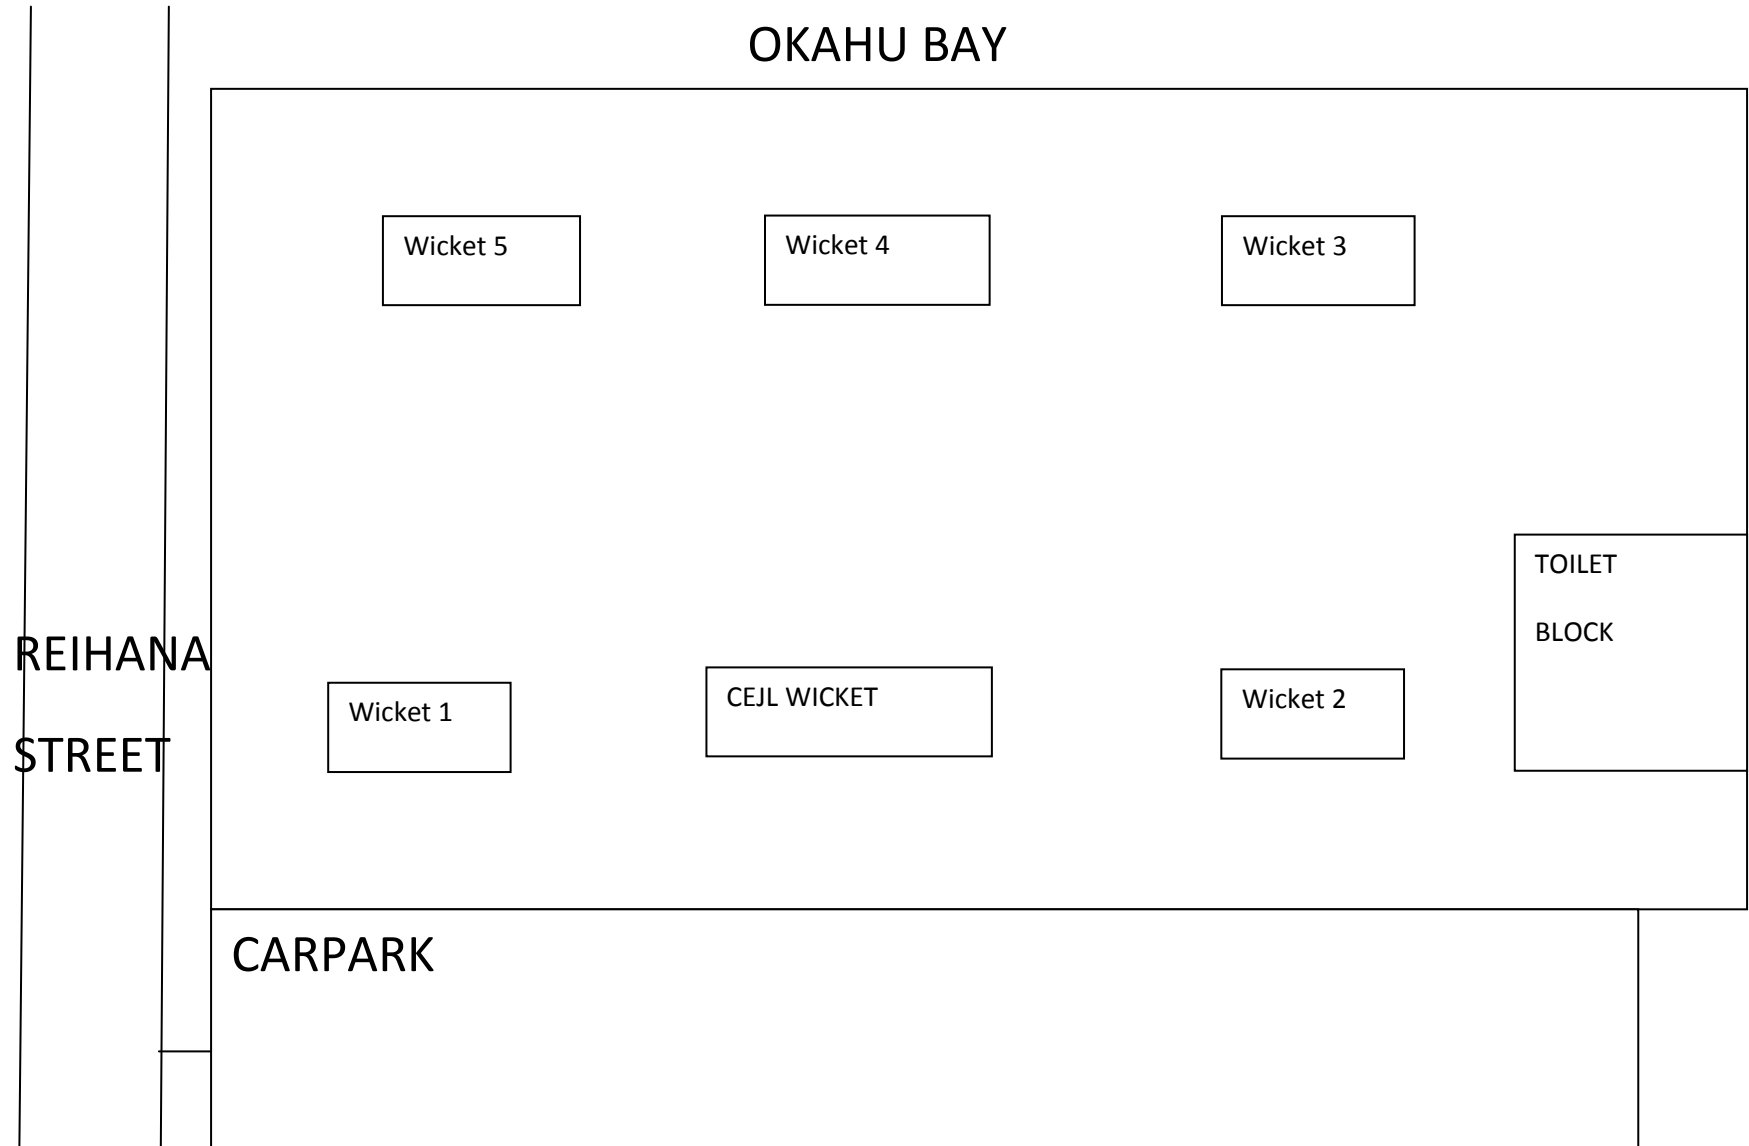 OKAHU BAY
Wicket 5
Wicket 4
Wicket 3
TOILET
BLOCK
REIHANA
STREET
Wicket 1
CEJL WICKET
Wicket 2
CARPARK